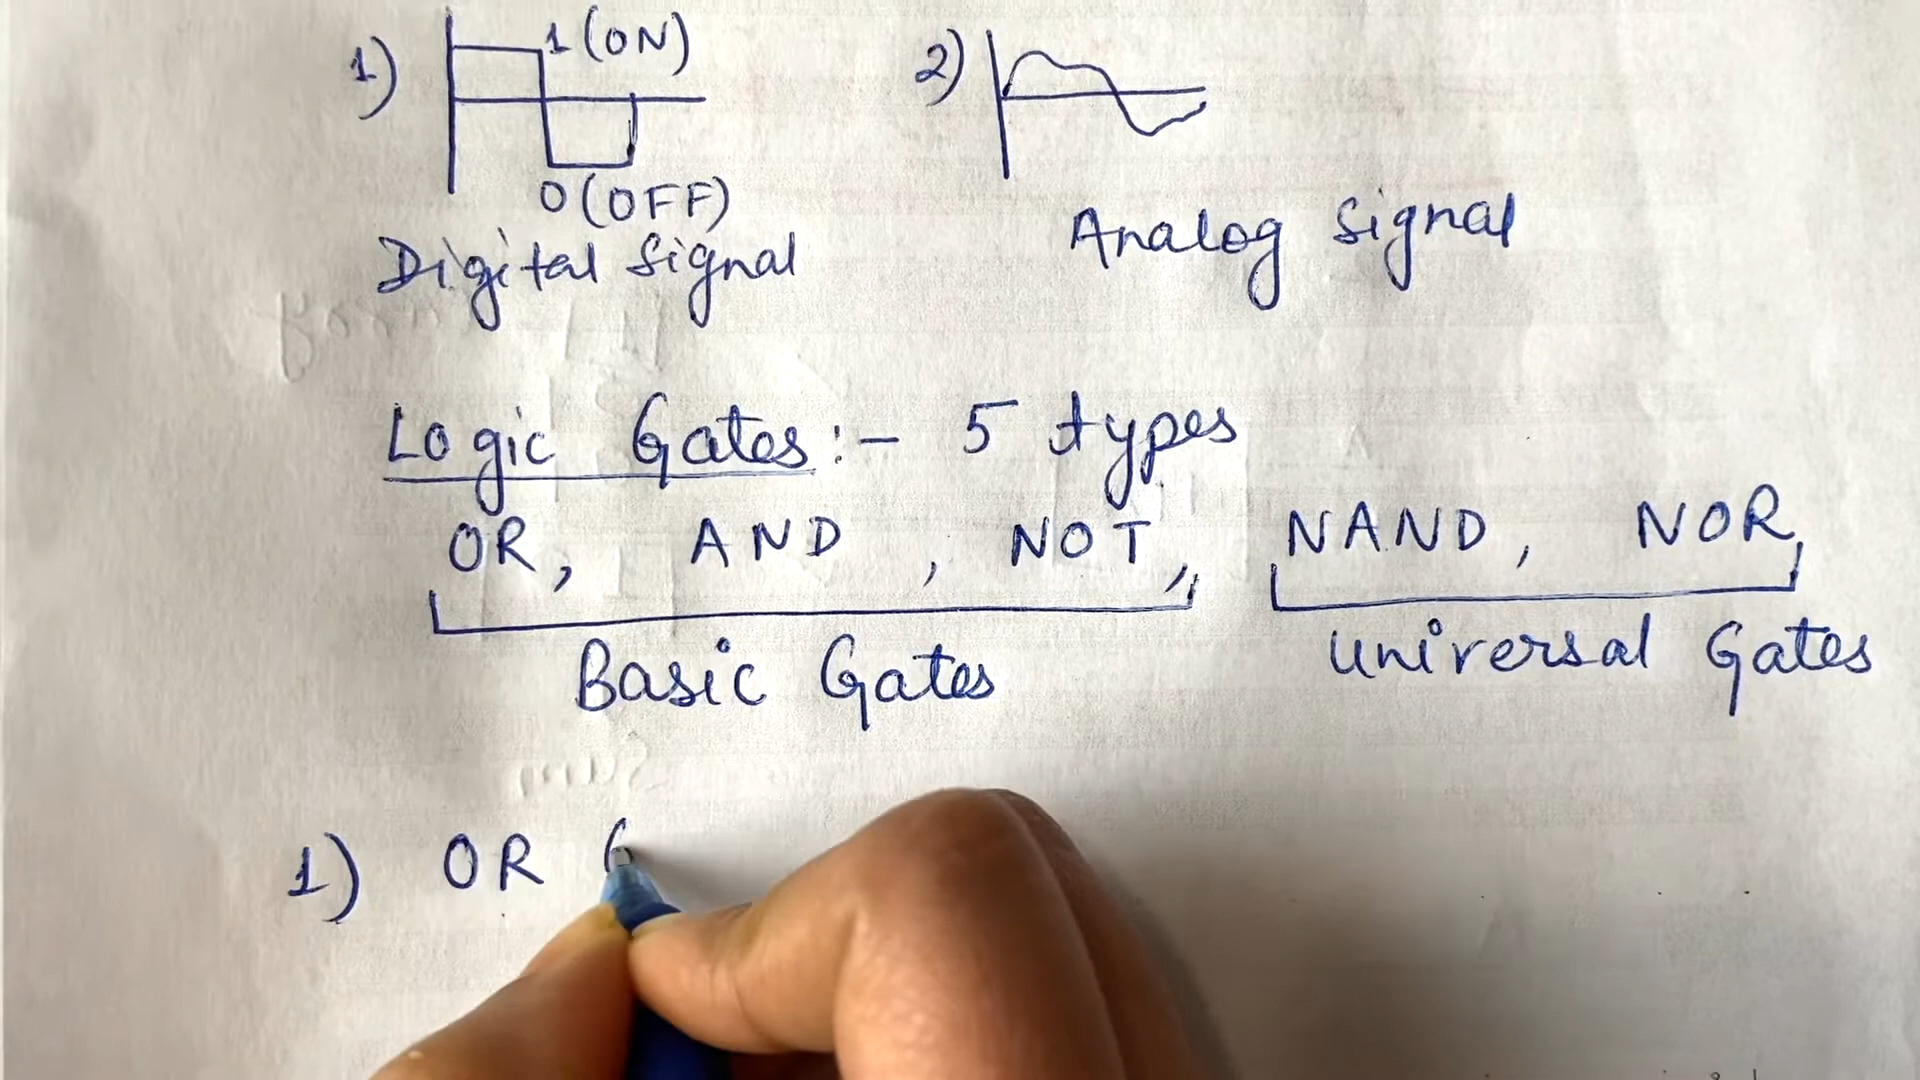 1) 1 (ON) 2)
0 (OFF)
Digital Signal Analog Signal
Logic Gates :- 5 types
OR, AND, NOT, NAND, NOR,
Basic Gates Universal Gates
1) OR G